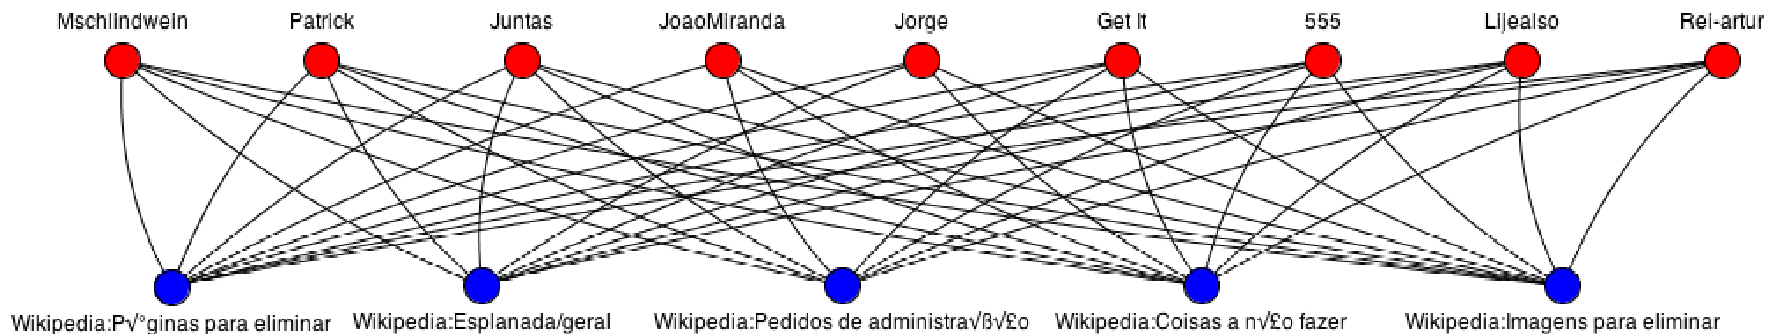 Mschlindwein
Patrick
Juntas
JoaoMiranda
Jorge
Get It
555
Lijealso
Rei-artur
Wikipedia:P√°ginas para eliminar
Wikipedia:Esplanada/geral
Wikipedia:Pedidos de administra√ß√£o
Wikipedia:Coisas a n√£o fazer
Wikipedia:Imagens para eliminar